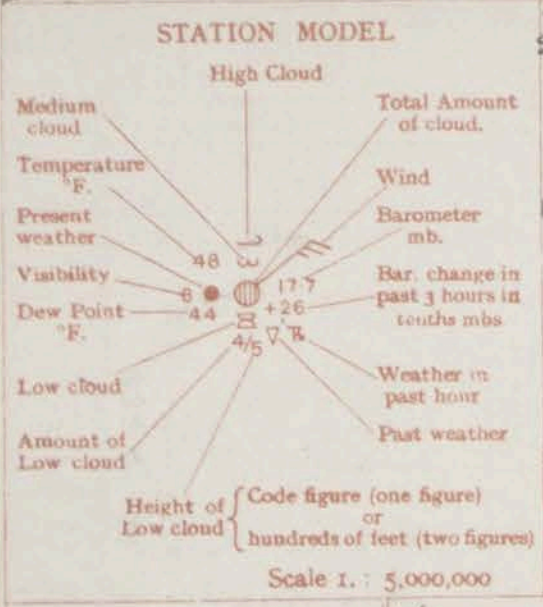 STATION MODEL
High Cloud
Medium
cloud
Total Amount
of cloud.
Temperature
°F.
Wind
Present
weather
Barometer
mb.
48
Visibility
6
17.7
Bar. change in
past 3 hours in
tenths mbs
Dew Point
°F.
44
+26
4/5
Low cloud
Weather in
past hour
Amount of
Low cloud
Past weather
Height of
Low cloud
Code figure (one figure)
or
hundreds of feet (two figures)
Scale 1. : 5,000,000